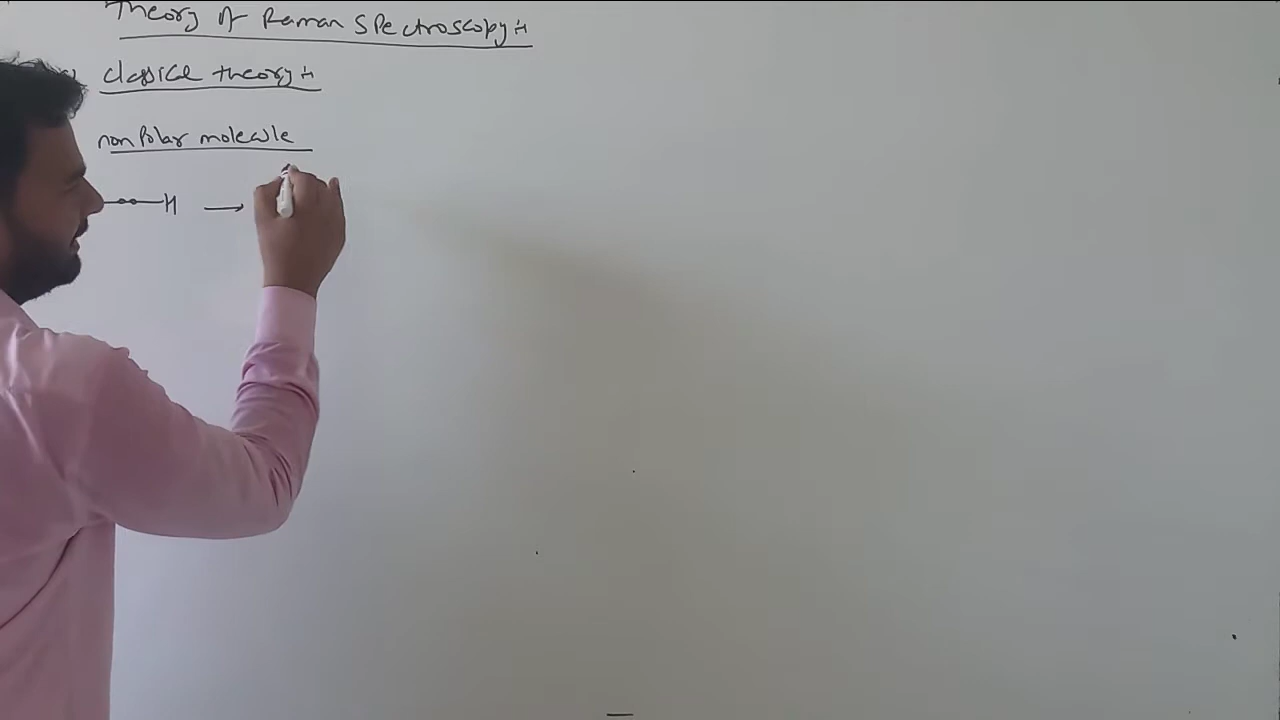 Theory of Raman Spectroscopy :-
Classical theory :-
non Polar molecule
—••—H →